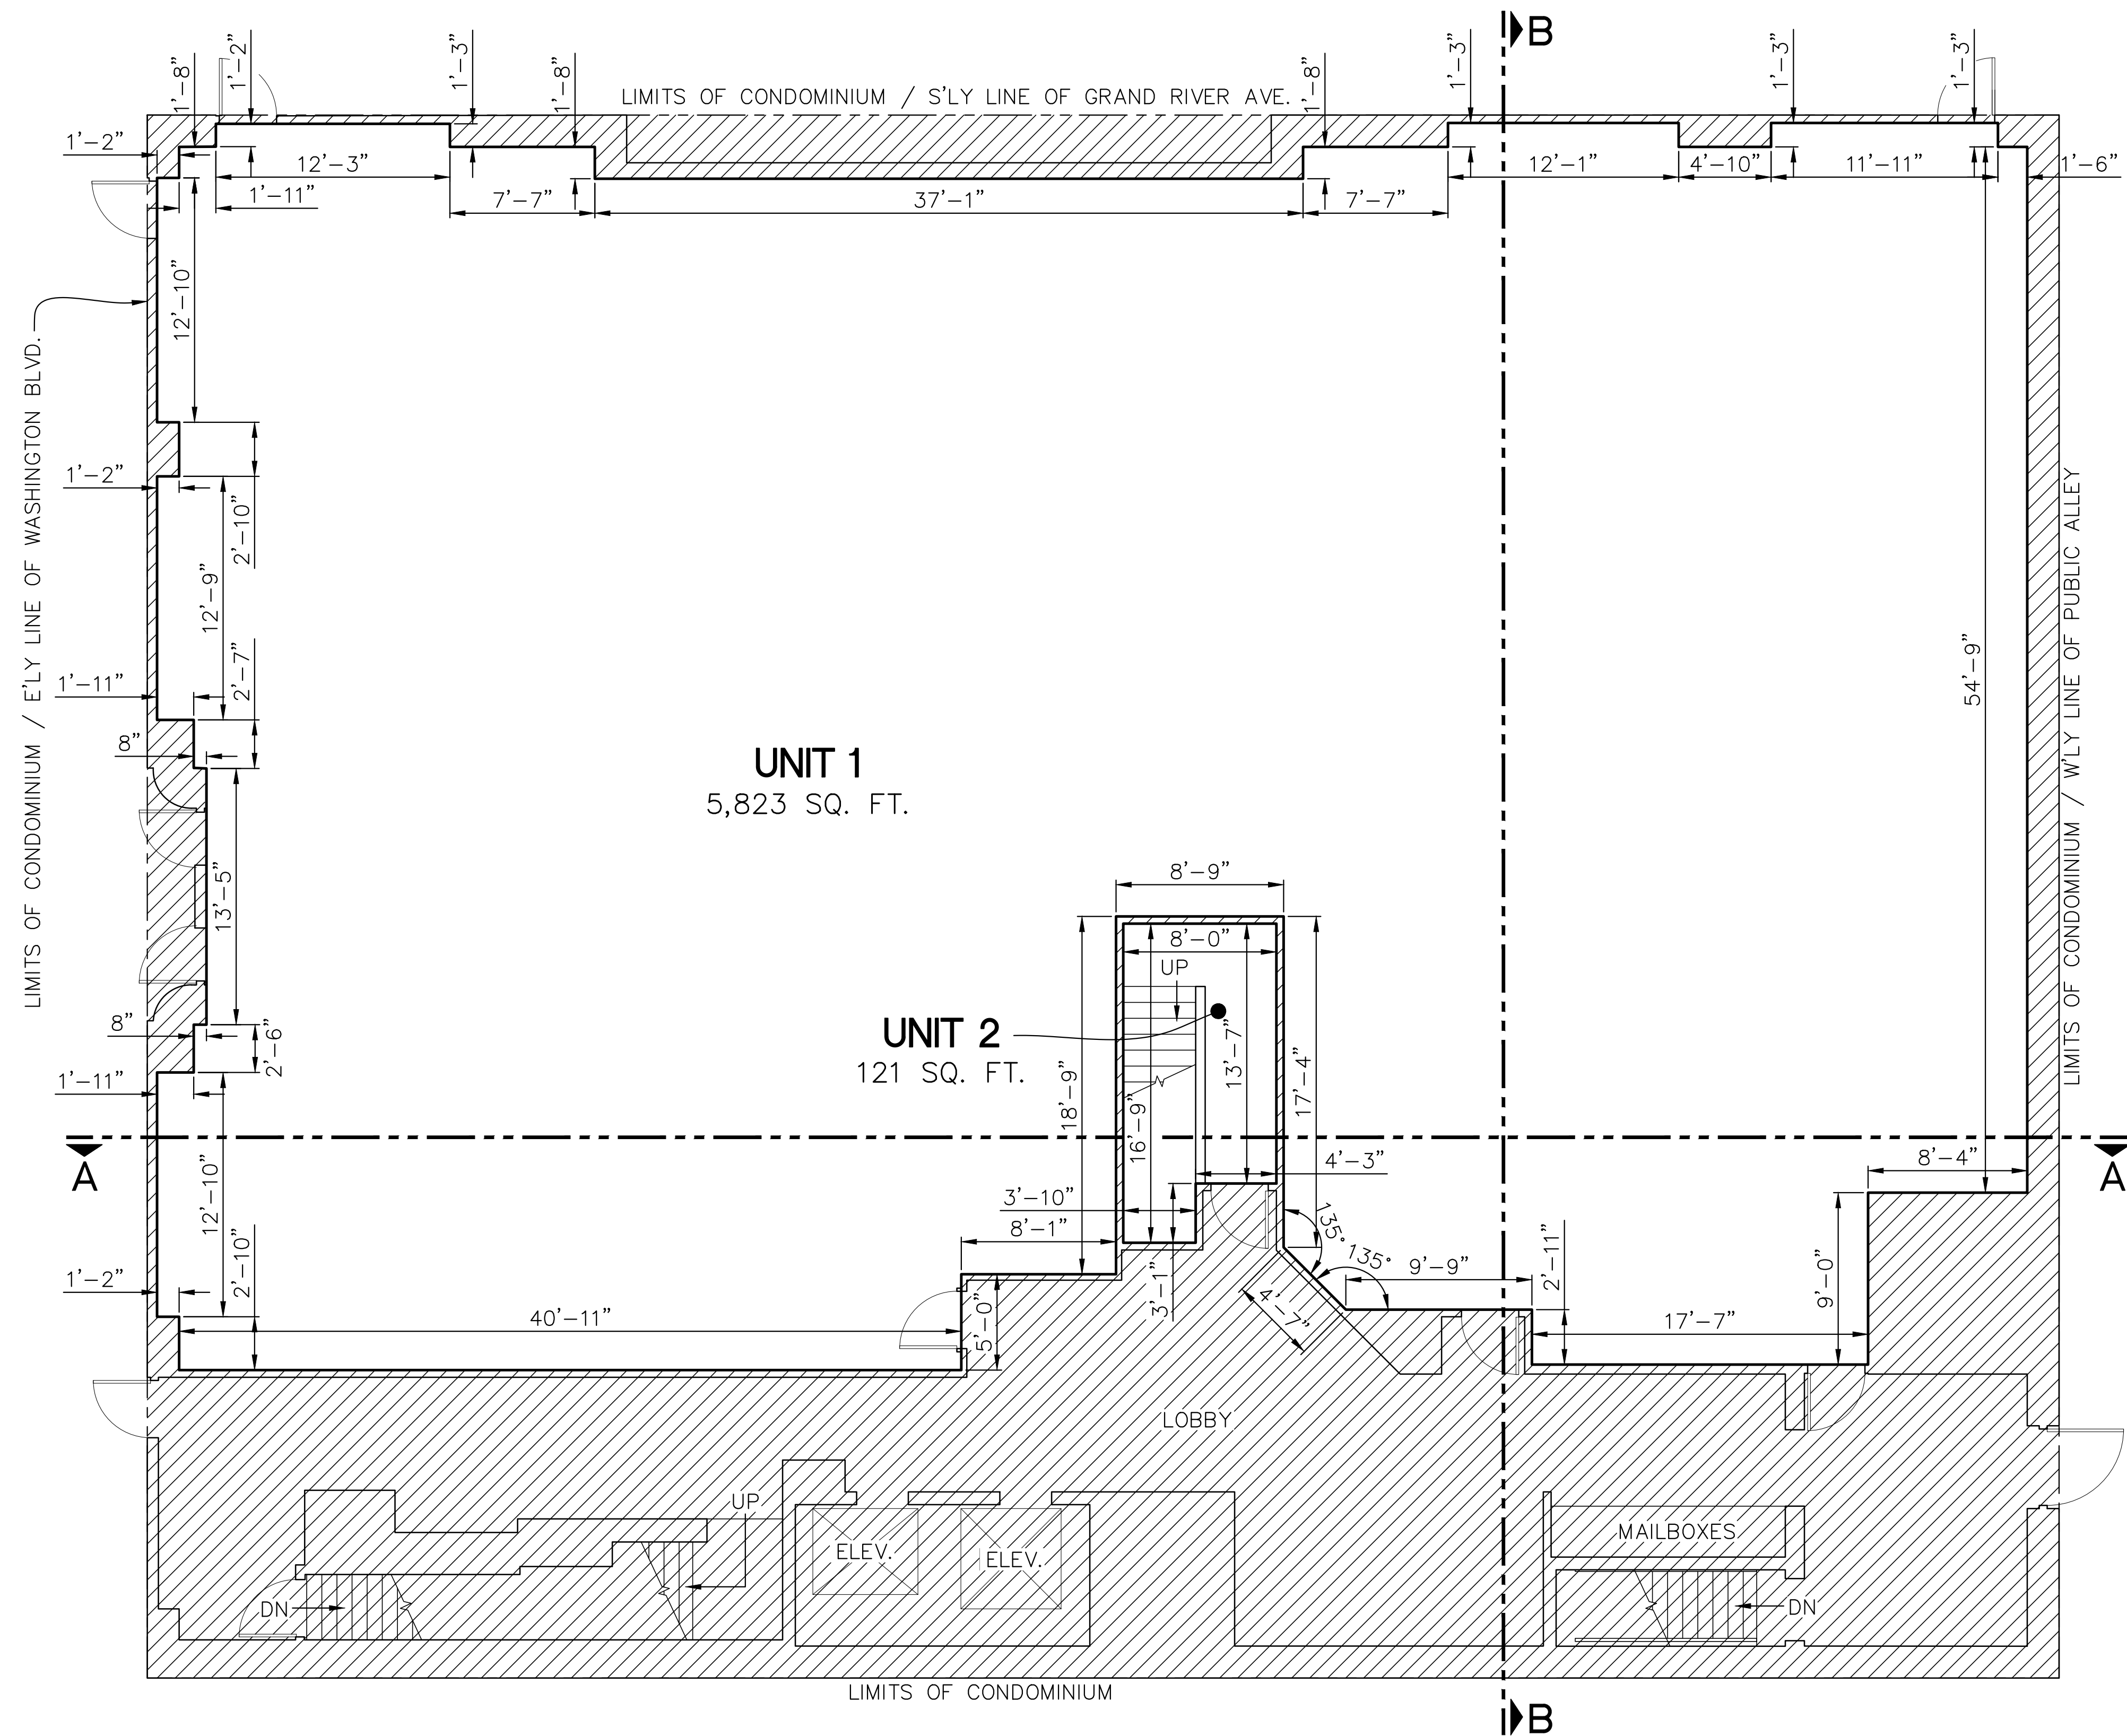 B
1'-8"
1'-2"
1'-3"
1'-8"
LIMITS OF CONDOMINIUM / S'LY LINE OF GRAND RIVER AVE.
1'-8"
1'-3"
1'-3"
1'-3"
1'-2"
12'-3"
1'-11"
7'-7"
37'-1"
7'-7"
12'-1"
4'-10"
11'-11"
1'-6"
12'-10"
LIMITS OF CONDOMINIUM / E'LY LINE OF WASHINGTON BLVD.
1'-2"
2'-10"
12'-9"
2'-7"
1'-11"
8"
13'-5"
54'-9"
LIMITS OF CONDOMINIUM / W'LY LINE OF PUBLIC ALLEY
UNIT 1
5,823 SQ. FT.
8'-9"
8'-0"
UP
UNIT 2
121 SQ. FT.
18'-9"
16'-9"
13'-7"
17'-4"
8"
2'-6"
1'-11"
A
A
12'-10"
2'-10"
1'-2"
40'-11"
3'-10"
8'-1"
5'-0"
4'-3"
3'-1"
135°
135°
4'-7"
9'-9"
2'-11"
17'-7"
9'-0"
8'-4"
LOBBY
UP
ELEV.
ELEV.
MAILBOXES
DN
DN
LIMITS OF CONDOMINIUM
B